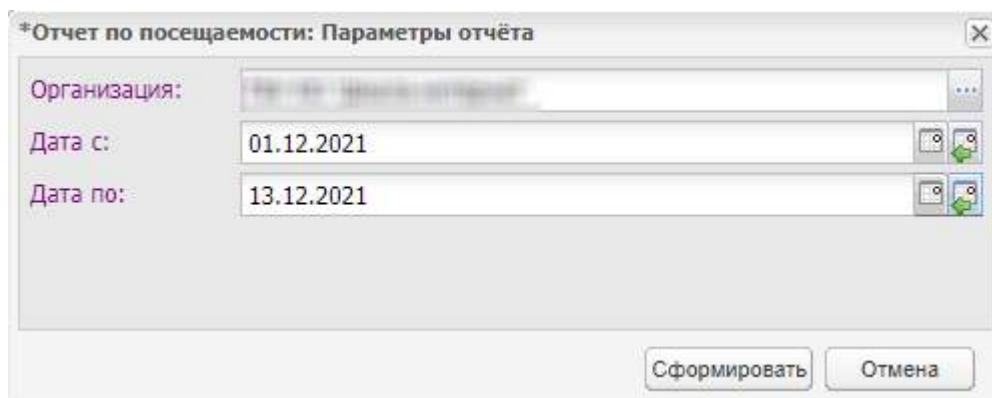 *Отчет по посещаемости: Параметры отчёта
Организация:
Дата с: 01.12.2021
Дата по: 13.12.2021
Сформировать Отмена